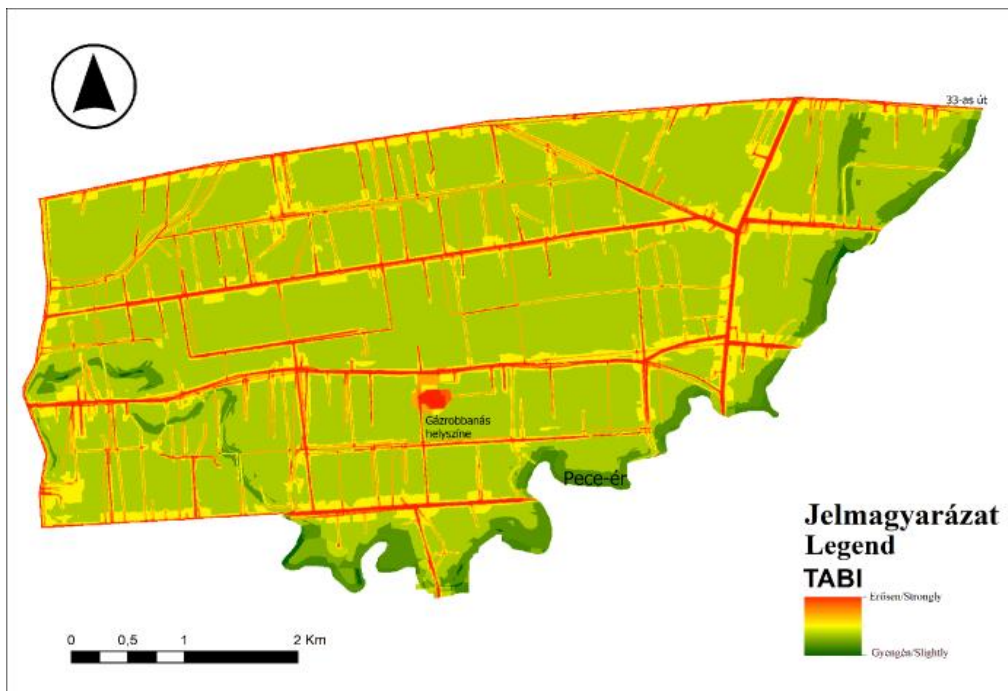 33-as út
Gázrobbanás
helyszíne
Pece-ér
Jelmagyarázat
Legend
TABI
Erősen/Strongly
Gyengén/Slightly
0 0,5 1 2 Km